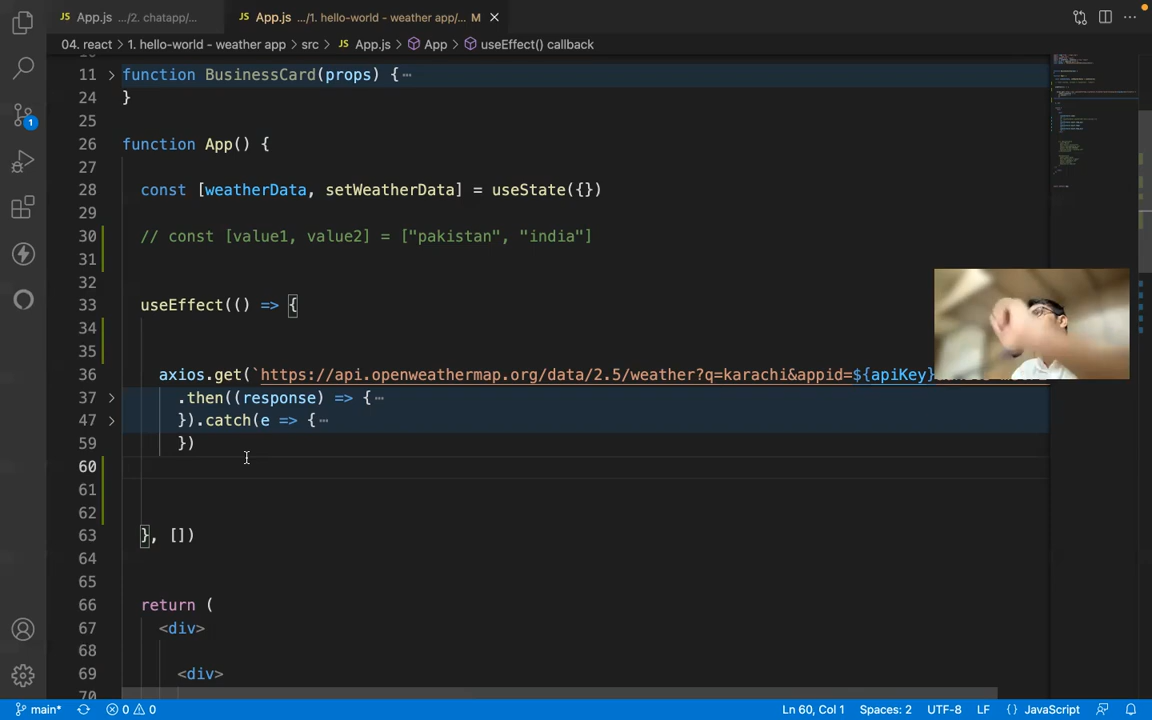 App.js .../2. chatapp/...
App.js .../1. hello-world - weather app/... M
04. react › 1. hello-world - weather app › src › App.js › App › useEffect() callback
11 function BusinessCard(props) {
24 }
25
26 function App() {
27
28 const [weatherData, setWeatherData] = useState({})
29
30 // const [value1, value2] = ["pakistan", "india"]
31
32
33 useEffect(() => {
34
35
36 axios.get(`https://api.openweathermap.org/data/2.5/weather?q=karachi&appid=${apiKey}
37 .then((response) => {
47 }).catch(e => {
59 })
60
61
62
63 }, [])
64
65
66 return (
67 <div>
68
69 <div>
70
1
main* 0 0 Ln 60, Col 1 Spaces: 2 UTF-8 LF {} JavaScript